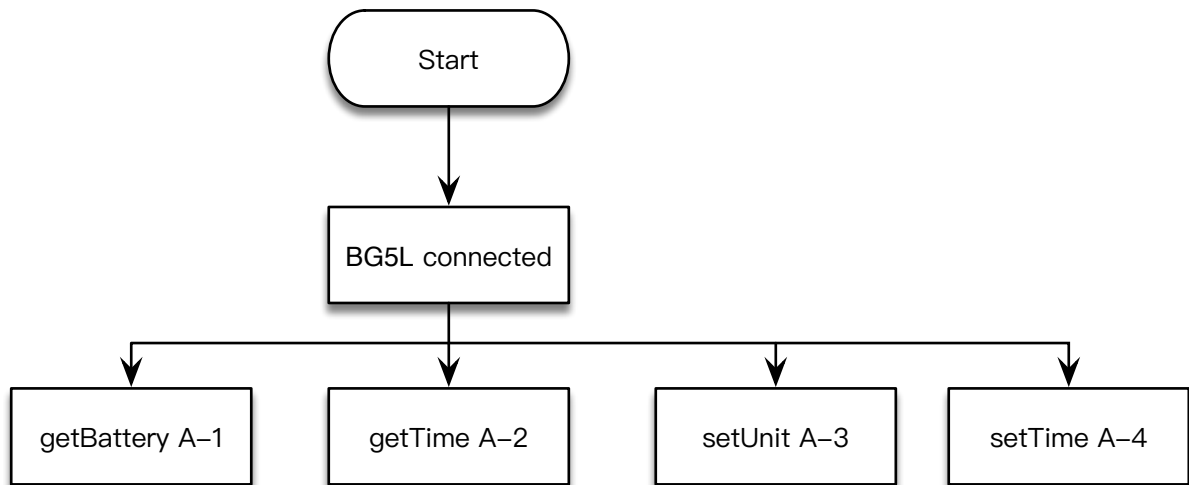 Start
BG5L connected
getBattery A–1
getTime A–2
setUnit A–3
setTime A–4